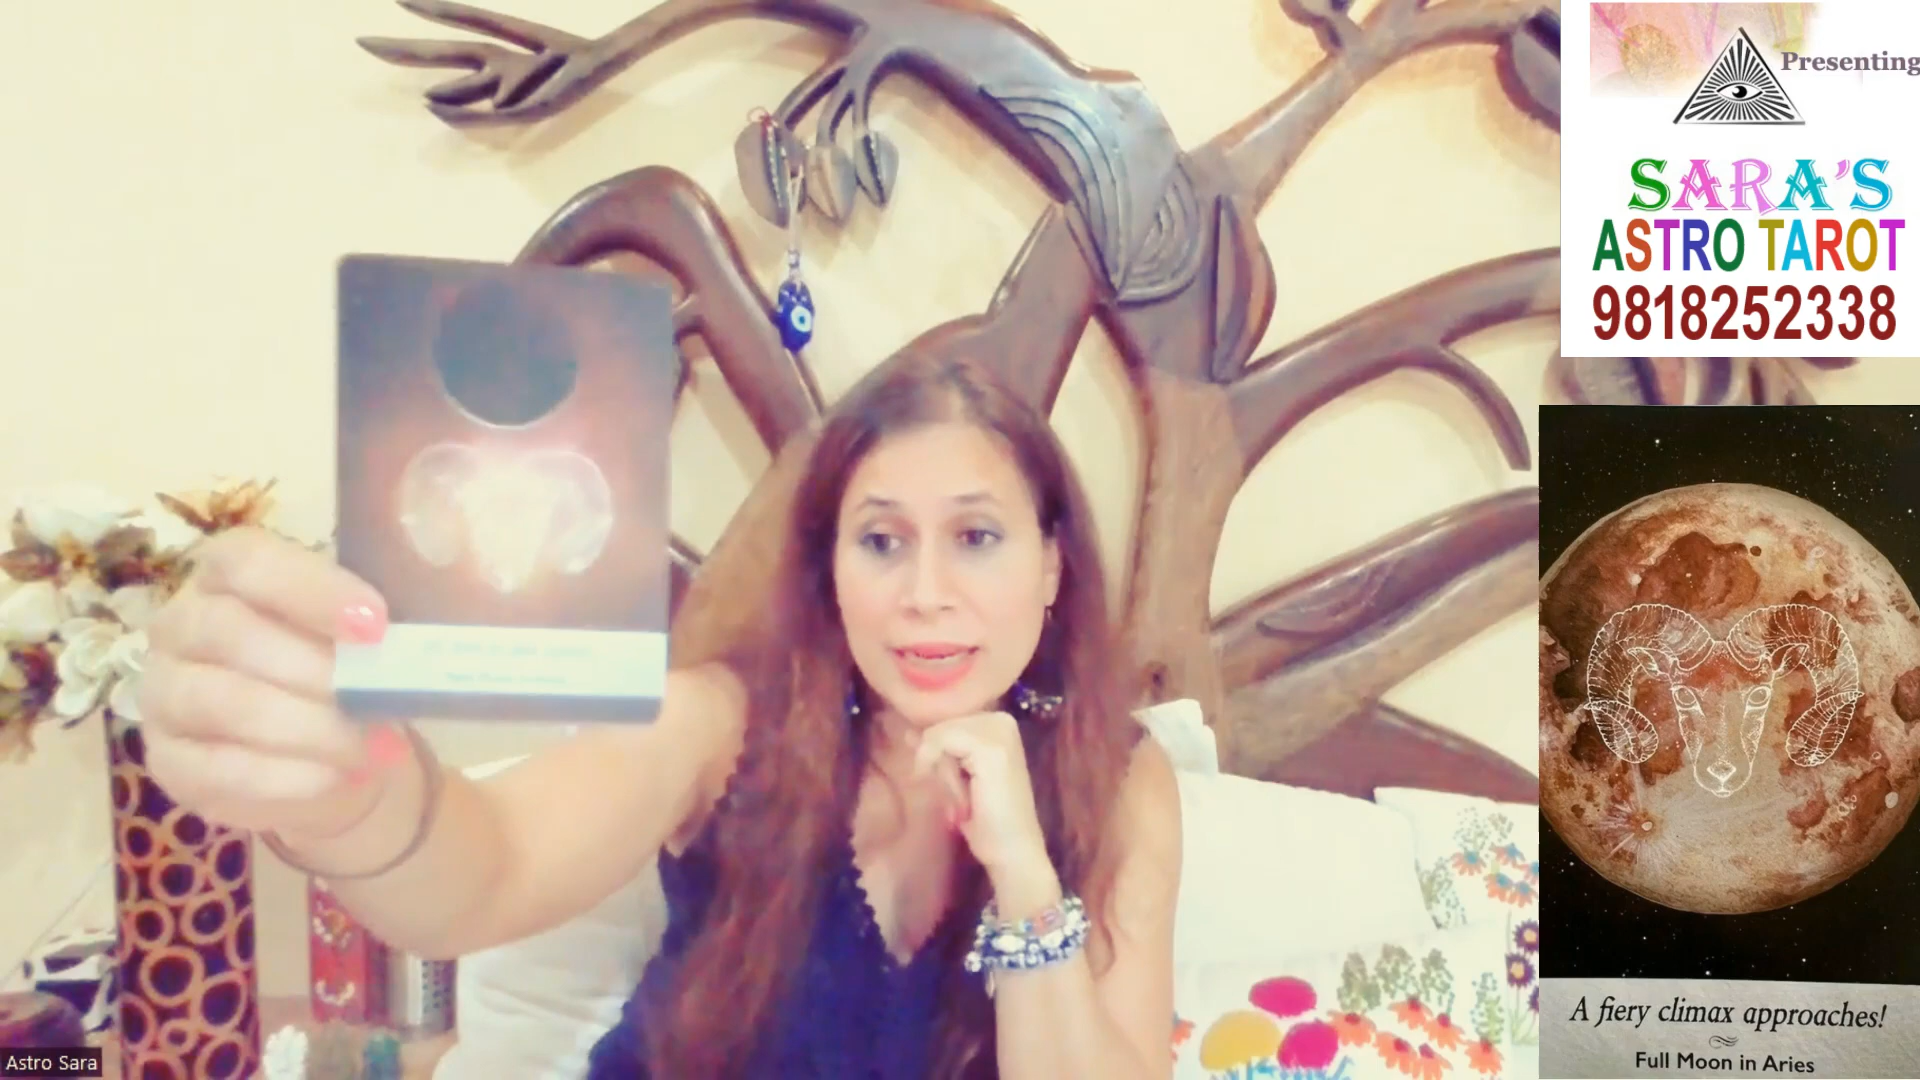 Presenting
SARA'S
ASTRO TAROT
9818252338
A fiery climax approaches!
Full Moon in Aries
Astro Sara